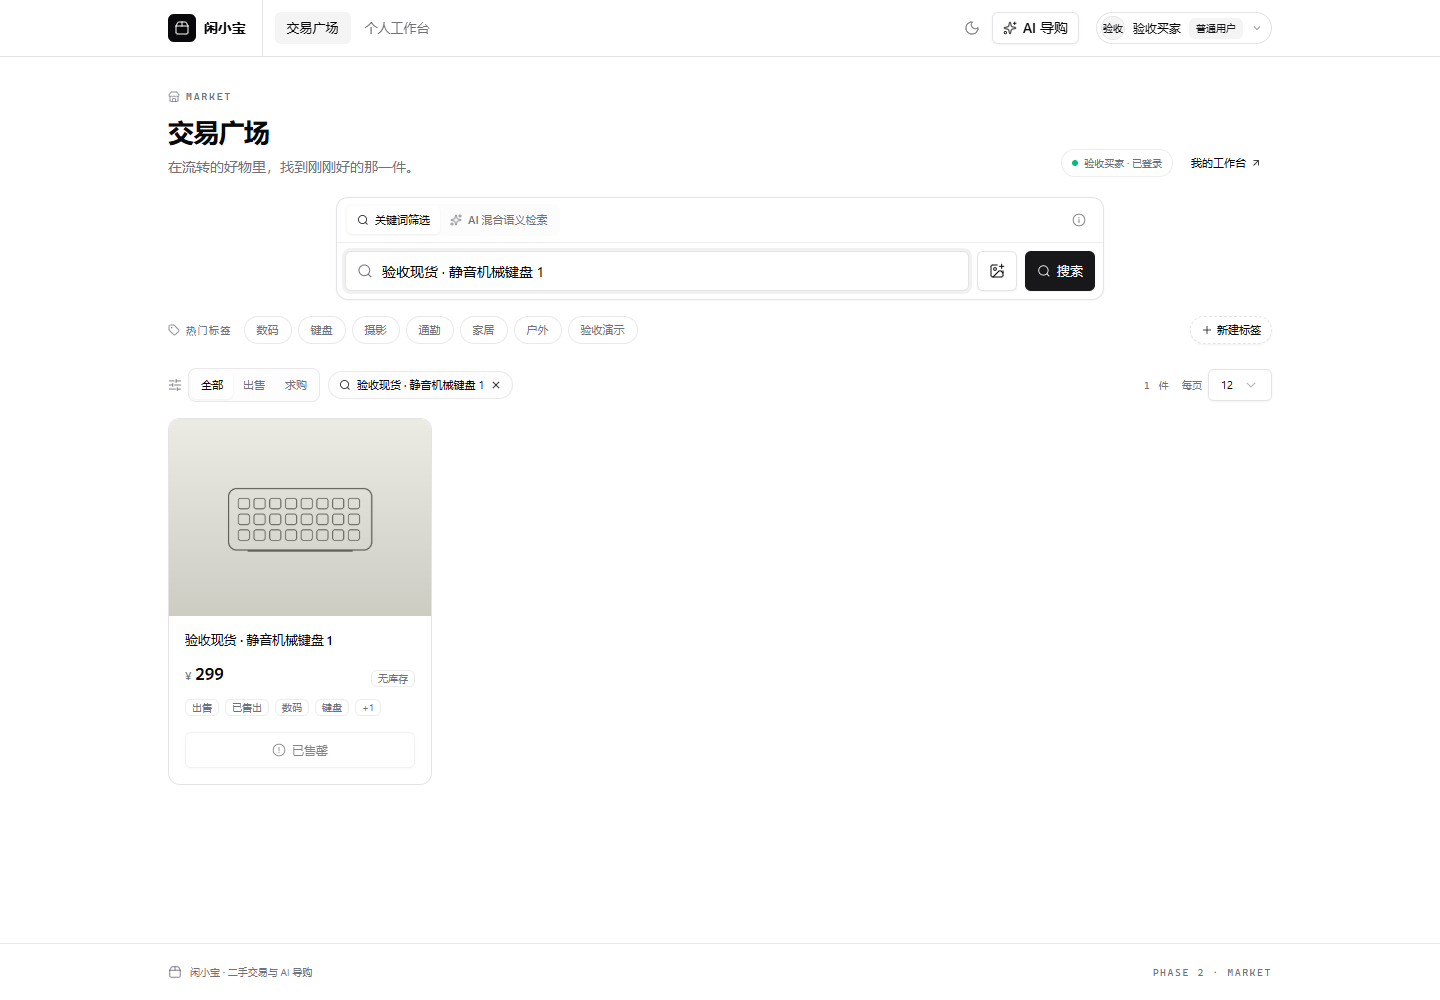 闲小宝
交易广场
个人工作台
AI 导购
验收
验收买家
普通用户
MARKET
交易广场
在流转的好物里，找到刚刚好的那一件。
验收买家 · 已登录
我的工作台
关键词筛选
AI 混合语义检索
验收现货 · 静音机械键盘 1
搜索
热门标签
数码
键盘
摄影
通勤
家居
户外
验收演示
新建标签
全部
出售
求购
验收现货 · 静音机械键盘 1
1 件
每页
12
验收现货 · 静音机械键盘 1
¥ 299
无库存
出售
已售出
数码
键盘
+1
已售罄
闲小宝 · 二手交易与 AI 导购
PHASE 2 · MARKET